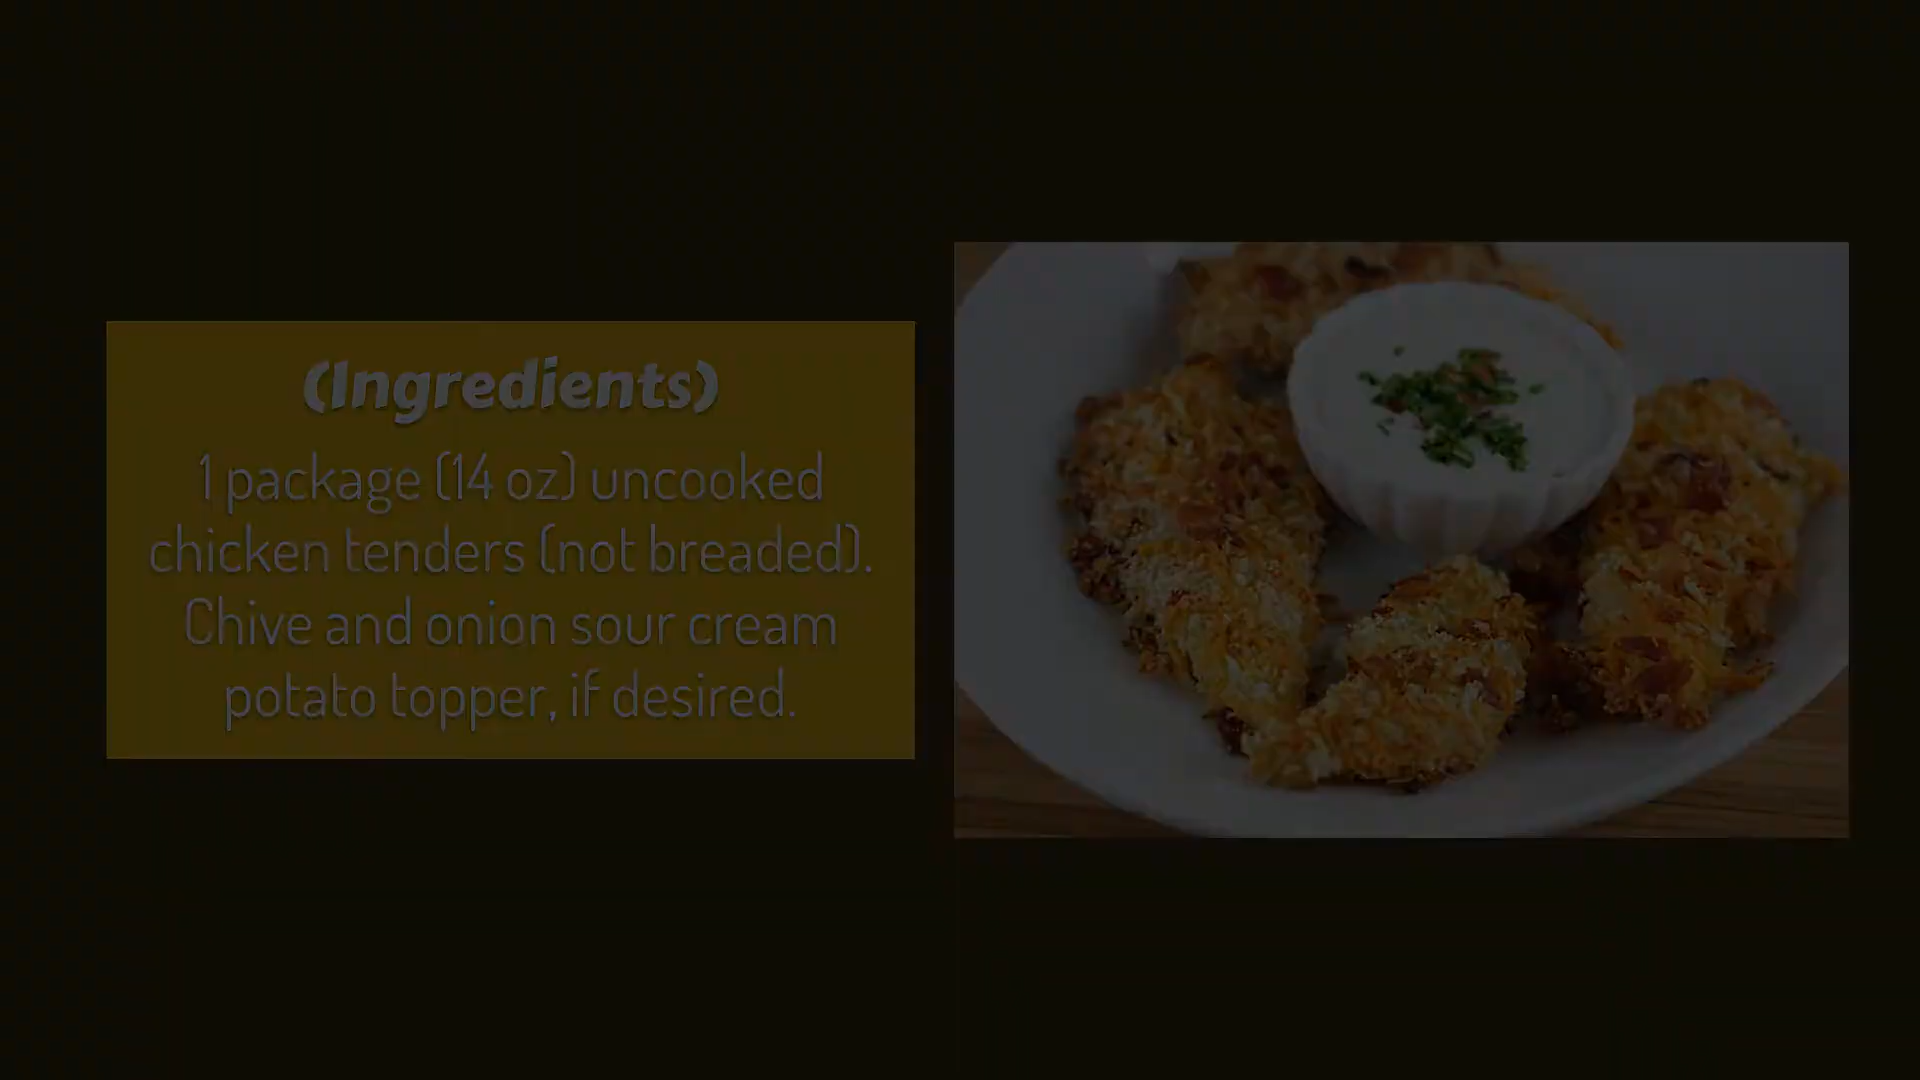 (Ingredients)
1 package (14 oz) uncooked
chicken tenders (not breaded).
Chive and onion sour cream
potato topper, if desired.